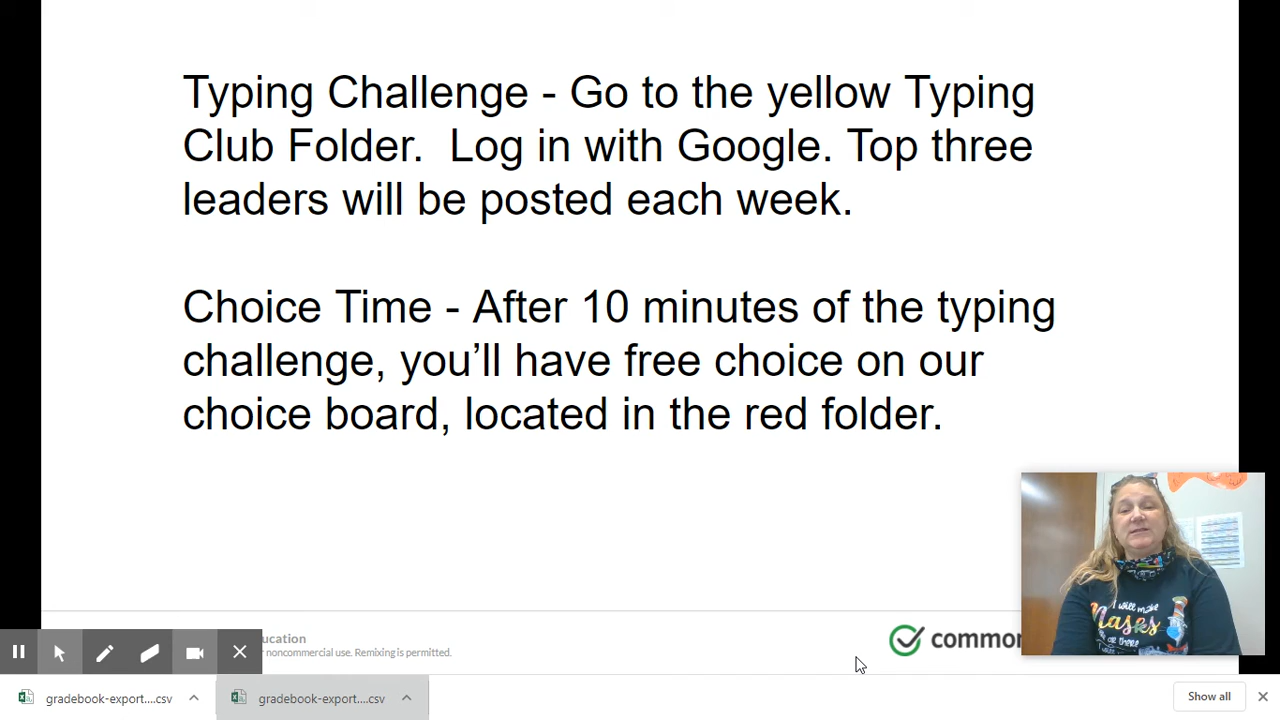 Typing Challenge - Go to the yellow Typing
Club Folder.  Log in with Google. Top three
leaders will be posted each week.
Choice Time - After 10 minutes of the typing
challenge, you’ll have free choice on our
choice board, located in the red folder.
I will make
Masks
noncommercial use. Remixing is permitted.
gradebook-export....csv
gradebook-export....csv
Show all